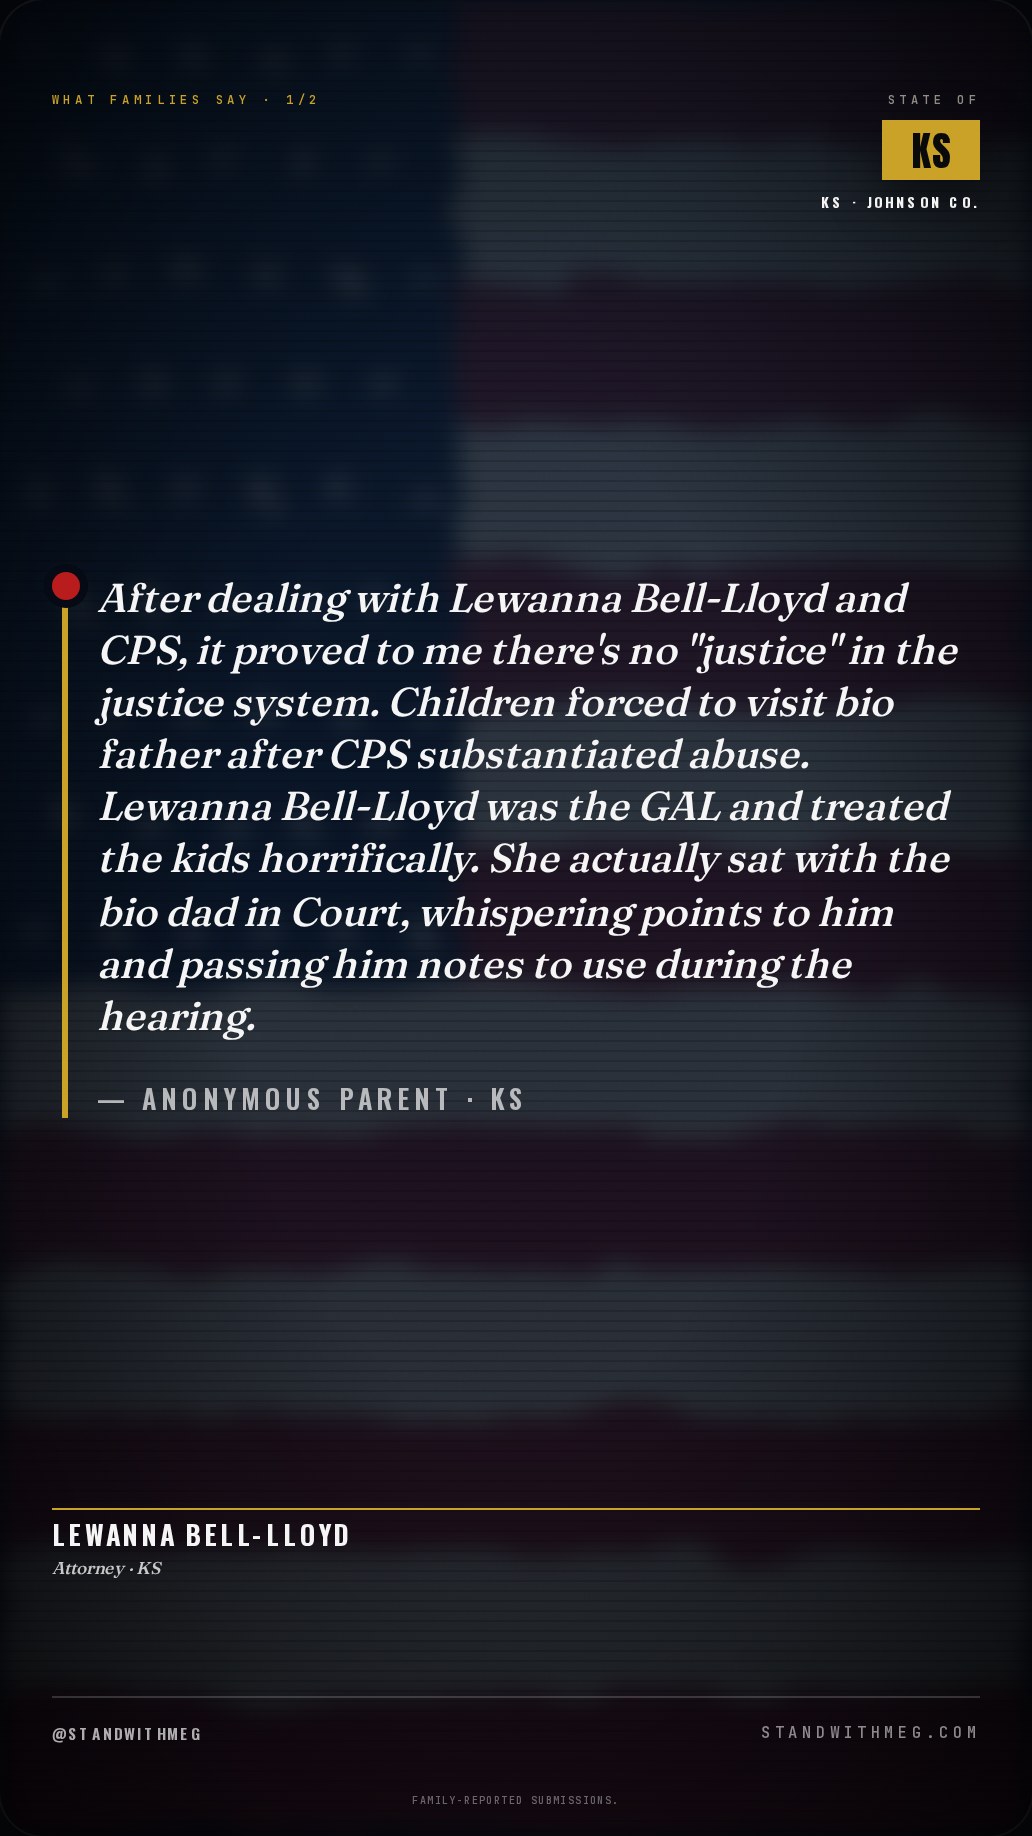 WHAT FAMILIES SAY · 1/2
STATE OF
KS
KS · JOHNSON CO.
After dealing with Lewanna Bell-Lloyd and
CPS, it proved to me there's no "justice" in the
justice system. Children forced to visit bio
father after CPS substantiated abuse.
Lewanna Bell-Lloyd was the GAL and treated
the kids horrifically. She actually sat with the
bio dad in Court, whispering points to him
and passing him notes to use during the
hearing.
— ANONYMOUS PARENT · KS
LEWANNA BELL-LLOYD
Attorney · KS
@STANDWITHMEG
STANDWITHMEG.COM
FAMILY-REPORTED SUBMISSIONS.